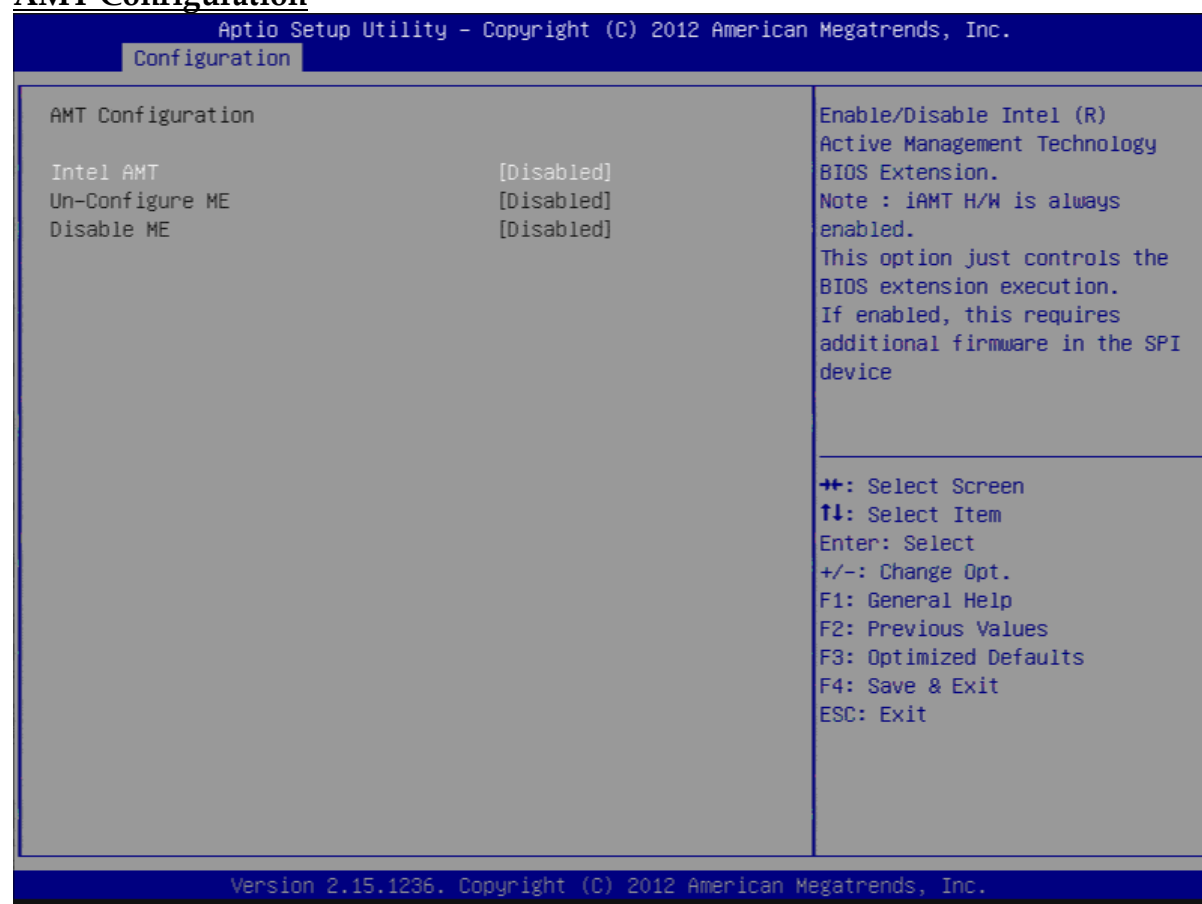 AMT Configuration
Aptio Setup Utility – Copyright (C) 2012 American Megatrends, Inc.
Configuration
AMT Configuration
Intel AMT [Disabled]
Un-Configure ME [Disabled]
Disable ME [Disabled]
Enable/Disable Intel (R)
Active Management Technology
BIOS Extension.
Note : iAMT H/W is always
enabled.
This option just controls the
BIOS extension execution.
If enabled, this requires
additional firmware in the SPI
device
→←: Select Screen
↑↓: Select Item
Enter: Select
+/-: Change Opt.
F1: General Help
F2: Previous Values
F3: Optimized Defaults
F4: Save & Exit
ESC: Exit
Version 2.15.1236. Copyright (C) 2012 American Megatrends, Inc.